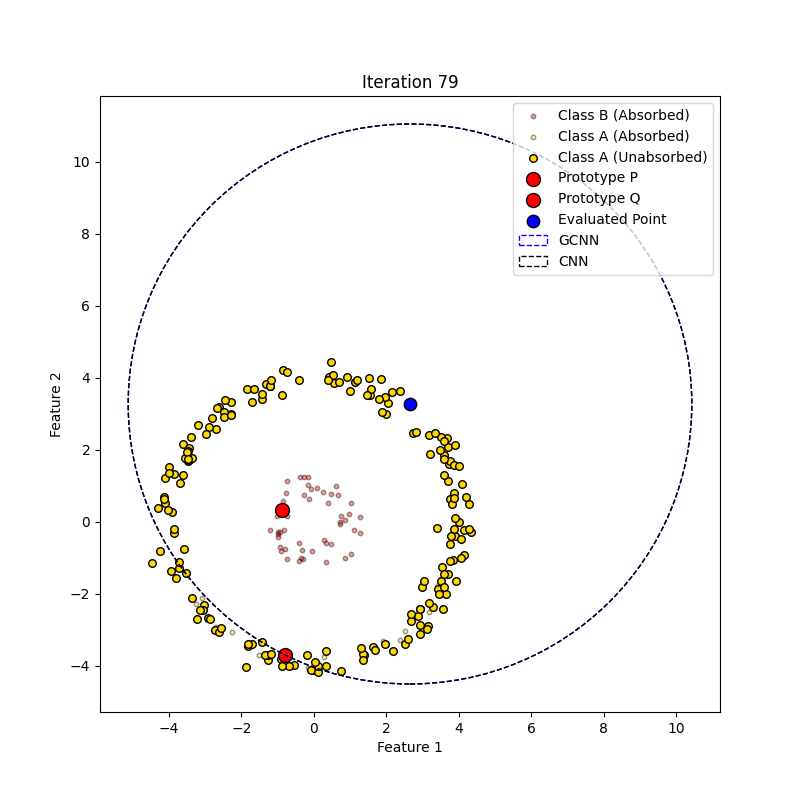 Iteration 79
Class B (Absorbed)
Class A (Absorbed)
Class A (Unabsorbed)
Prototype P
Prototype Q
Evaluated Point
GCNN
CNN
10
8
6
4
2
0
−2
−4
Feature 2
−4 −2 0 2 4 6 8 10
Feature 1